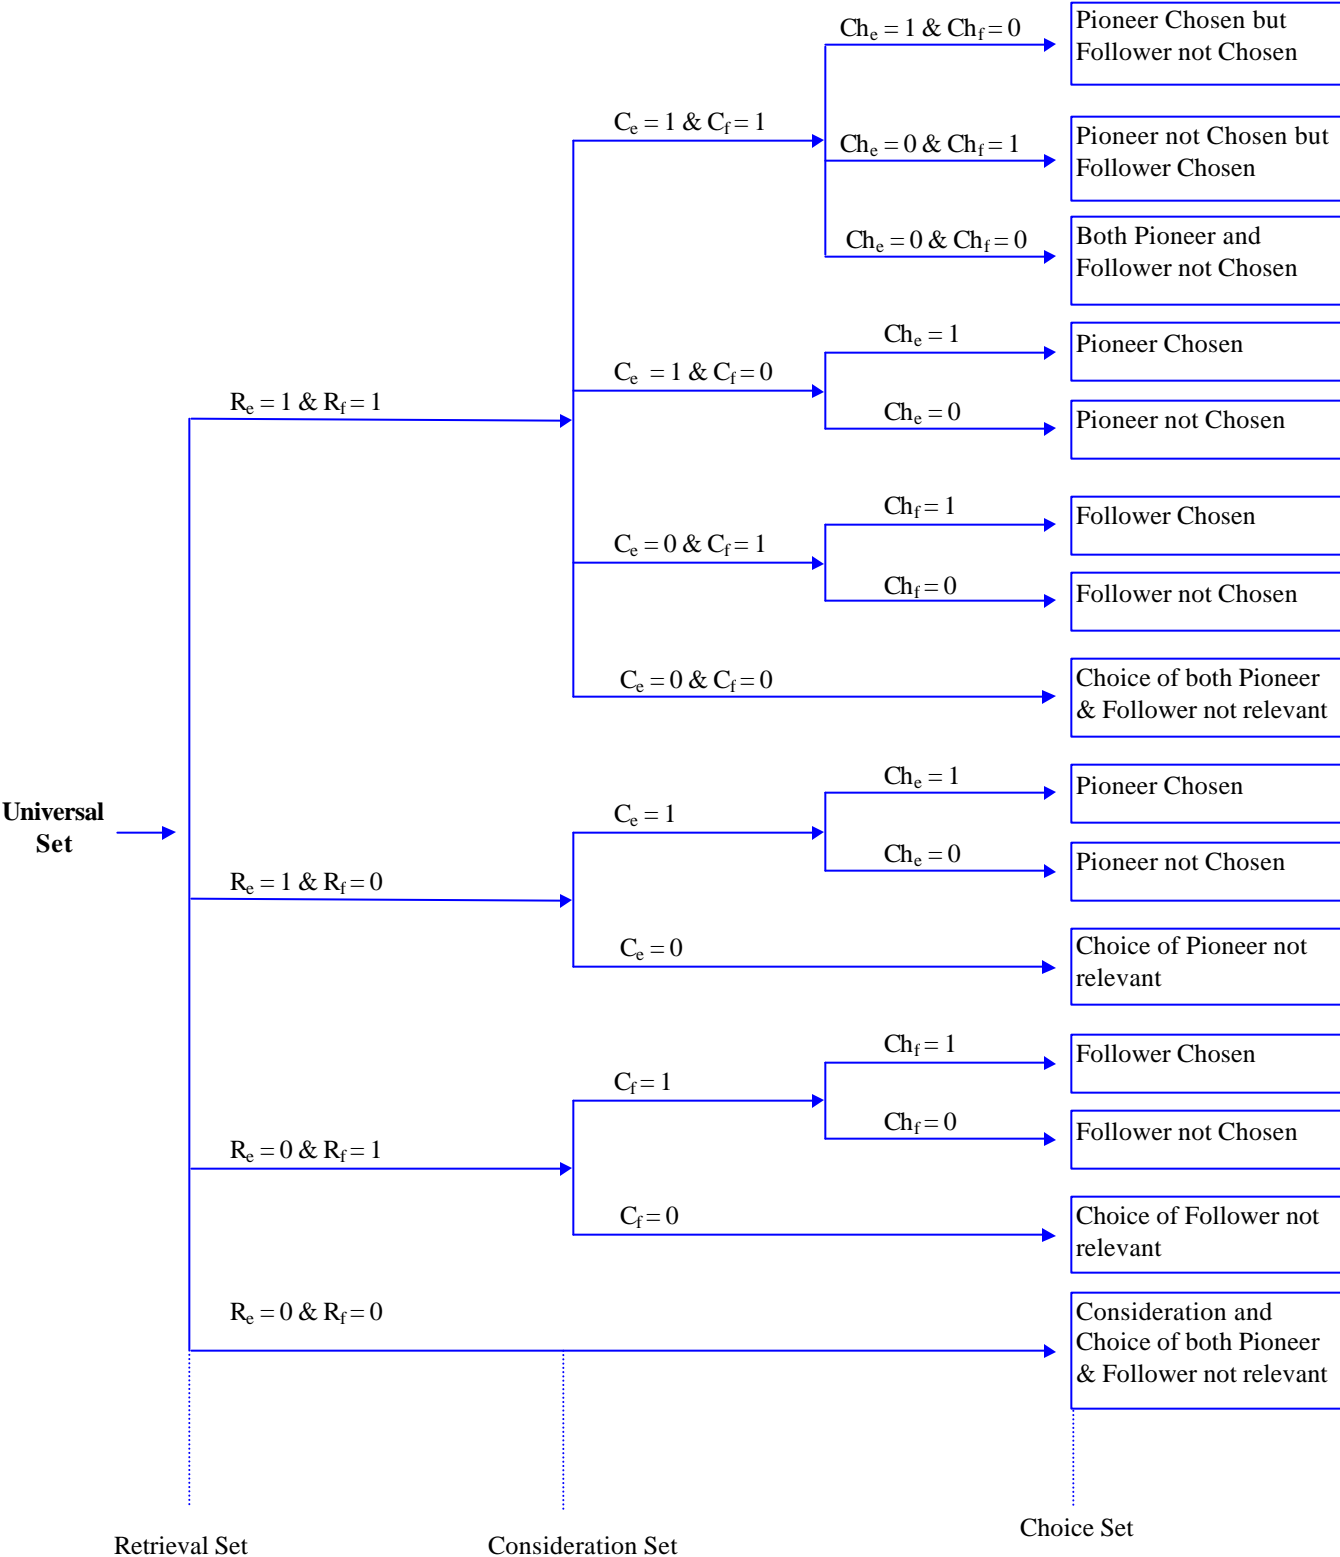 Ch_e = 1 & Ch_f = 0
Pioneer Chosen but
Follower not Chosen
C_e = 1 & C_f = 1
Ch_e = 0 & Ch_f = 1
Pioneer not Chosen but
Follower Chosen
Ch_e = 0 & Ch_f = 0
Both Pioneer and
Follower not Chosen
R_e = 1 & R_f = 1
C_e = 1 & C_f = 0
Ch_e = 1
Pioneer Chosen
Ch_e = 0
Pioneer not Chosen
C_e = 0 & C_f = 1
Ch_f = 1
Follower Chosen
Ch_f = 0
Follower not Chosen
C_e = 0 & C_f = 0
Choice of both Pioneer
& Follower not relevant
Universal
Set
R_e = 1 & R_f = 0
C_e = 1
Ch_e = 1
Pioneer Chosen
Ch_e = 0
Pioneer not Chosen
C_e = 0
Choice of Pioneer not
relevant
R_e = 0 & R_f = 1
C_f = 1
Ch_f = 1
Follower Chosen
Ch_f = 0
Follower not Chosen
C_f = 0
Choice of Follower not
relevant
R_e = 0 & R_f = 0
Consideration and
Choice of both Pioneer
& Follower not relevant
Retrieval Set
Consideration Set
Choice Set